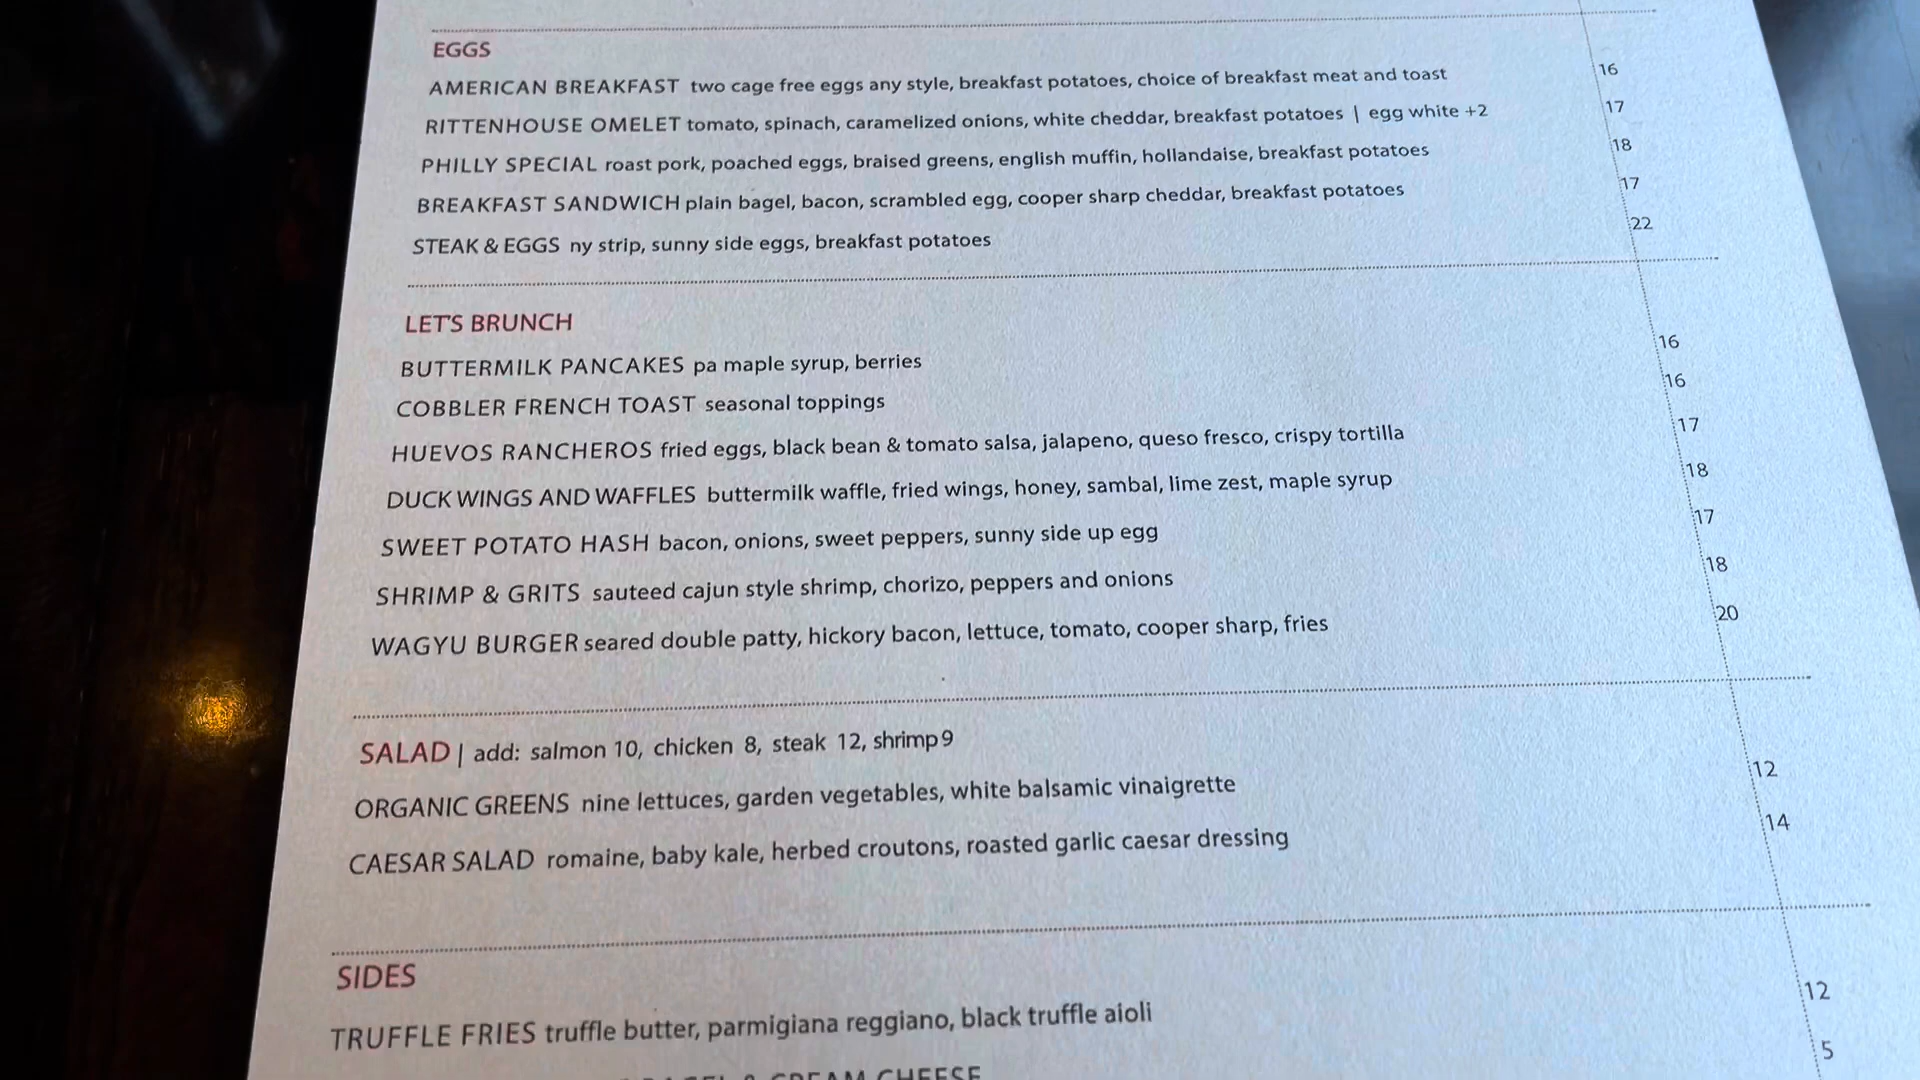 EGGS
AMERICAN BREAKFAST two cage free eggs any style, breakfast potatoes, choice of breakfast meat and toast 16
RITTENHOUSE OMELET tomato, spinach, caramelized onions, white cheddar, breakfast potatoes | egg white +2 17
PHILLY SPECIAL roast pork, poached eggs, braised greens, english muffin, hollandaise, breakfast potatoes 18
BREAKFAST SANDWICH plain bagel, bacon, scrambled egg, cooper sharp cheddar, breakfast potatoes 17
STEAK & EGGS ny strip, sunny side eggs, breakfast potatoes 22
LET'S BRUNCH
BUTTERMILK PANCAKES pa maple syrup, berries 16
COBBLER FRENCH TOAST seasonal toppings 16
HUEVOS RANCHEROS fried eggs, black bean & tomato salsa, jalapeno, queso fresco, crispy tortilla 17
DUCK WINGS AND WAFFLES buttermilk waffle, fried wings, honey, sambal, lime zest, maple syrup 18
SWEET POTATO HASH bacon, onions, sweet peppers, sunny side up egg 17
SHRIMP & GRITS sauteed cajun style shrimp, chorizo, peppers and onions 18
WAGYU BURGER seared double patty, hickory bacon, lettuce, tomato, cooper sharp, fries 20
SALAD | add: salmon 10, chicken 8, steak 12, shrimp 9
ORGANIC GREENS nine lettuces, garden vegetables, white balsamic vinaigrette 12
CAESAR SALAD romaine, baby kale, herbed croutons, roasted garlic caesar dressing 14
SIDES
TRUFFLE FRIES truffle butter, parmigiana reggiano, black truffle aioli 12
& CREAM CHEESE 5